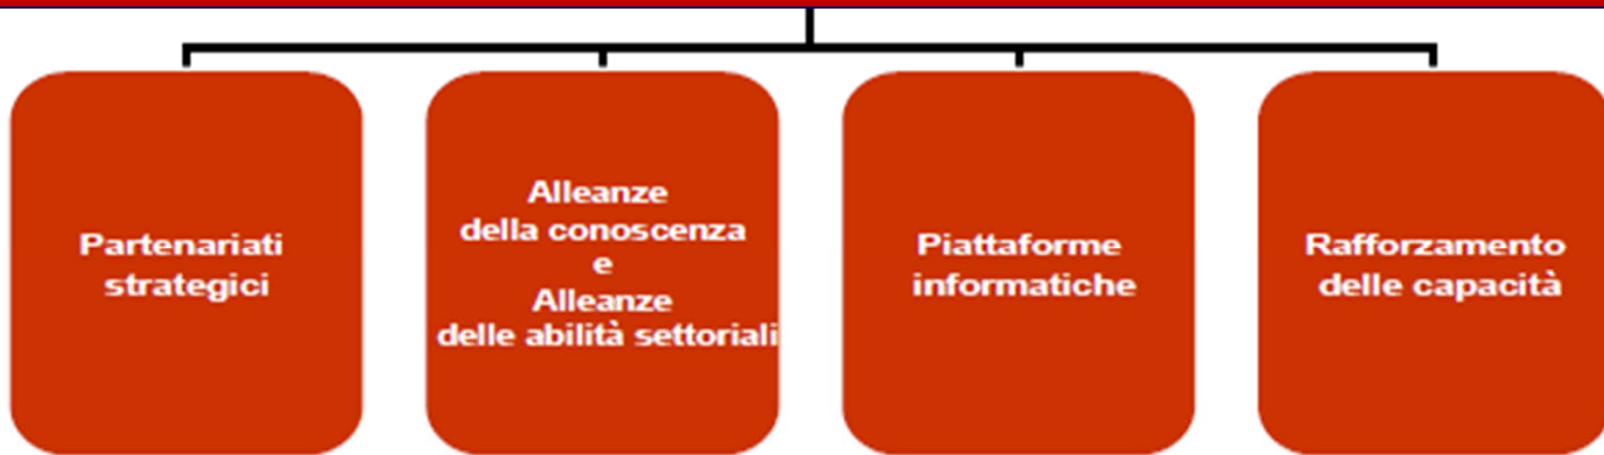 Partenariati
strategici
Alleanze
della conoscenza
e
Alleanze
delle abilità settoriali
Piattaforme
informatiche
Rafforzamento
delle capacità